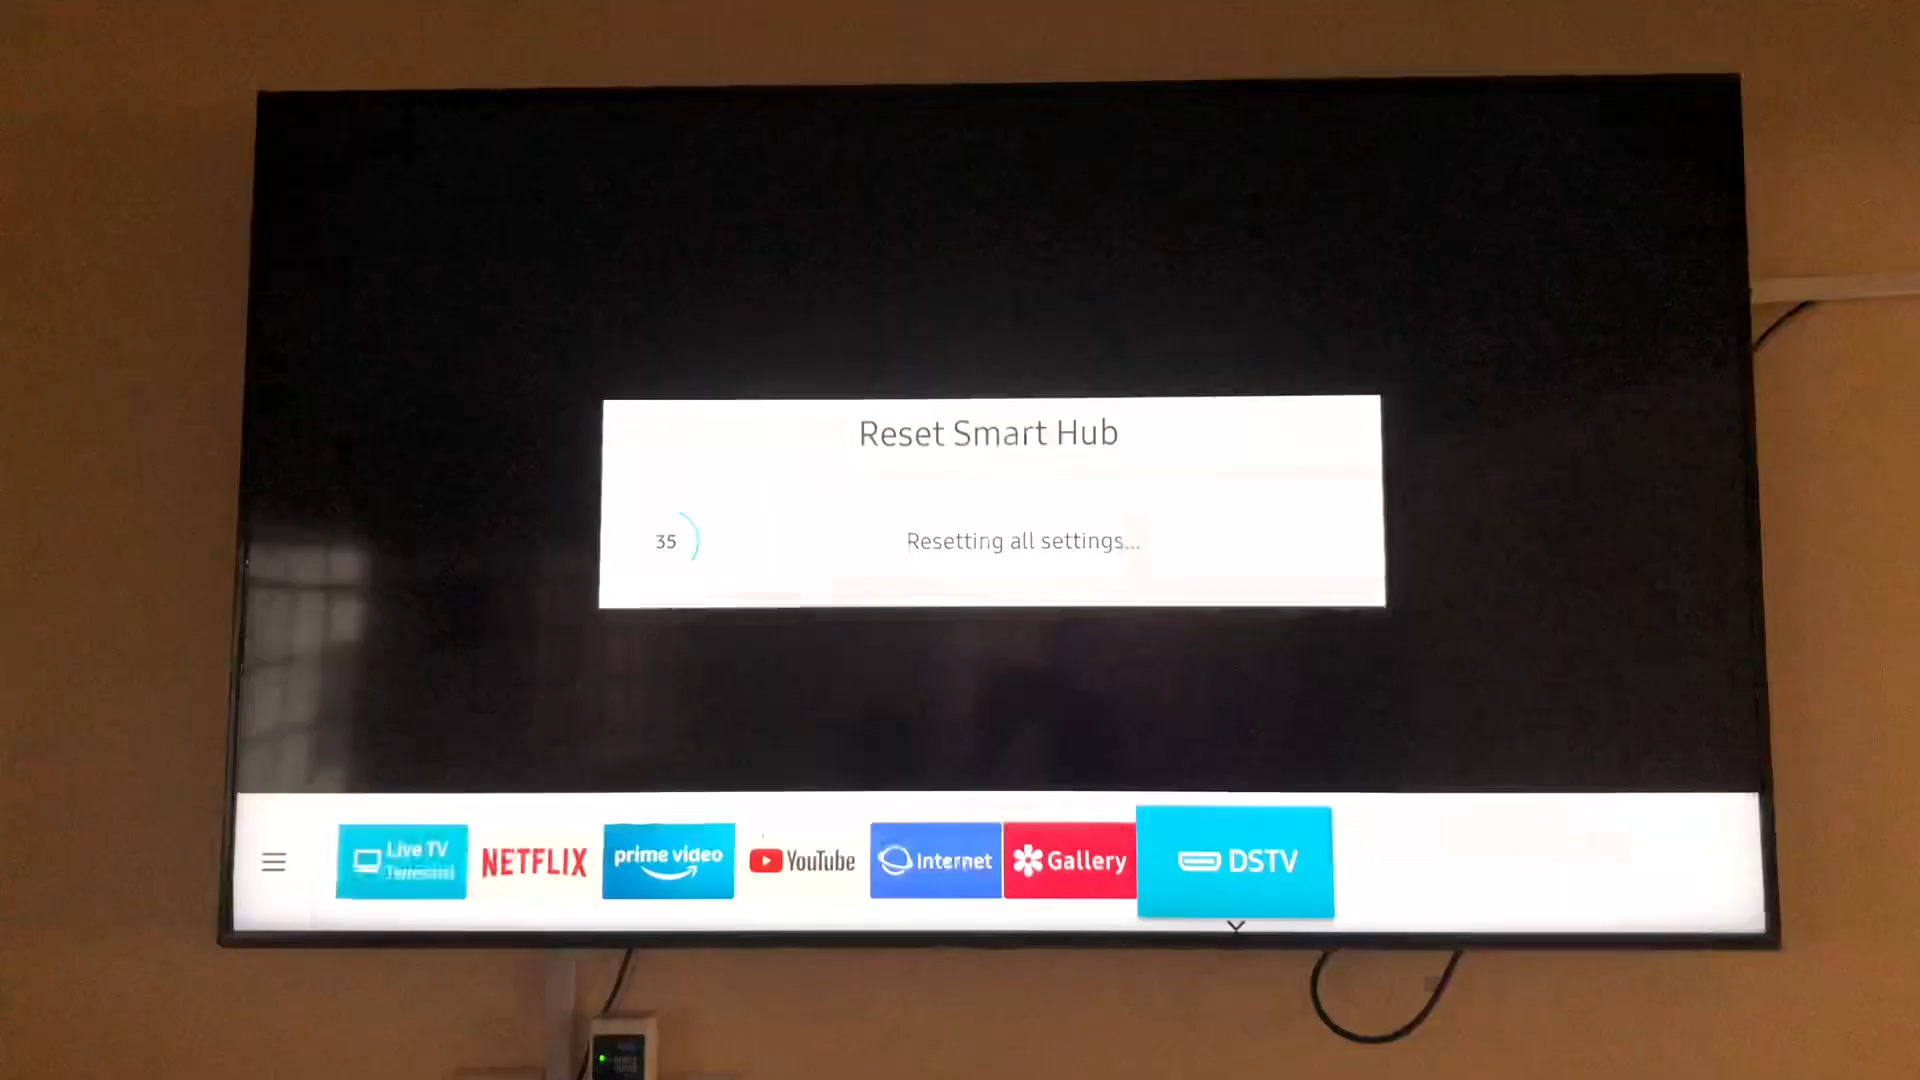 Reset Smart Hub
35
Resetting all settings...
Live TV
NETFLIX
prime video
YouTube
Internet
Gallery
DSTV